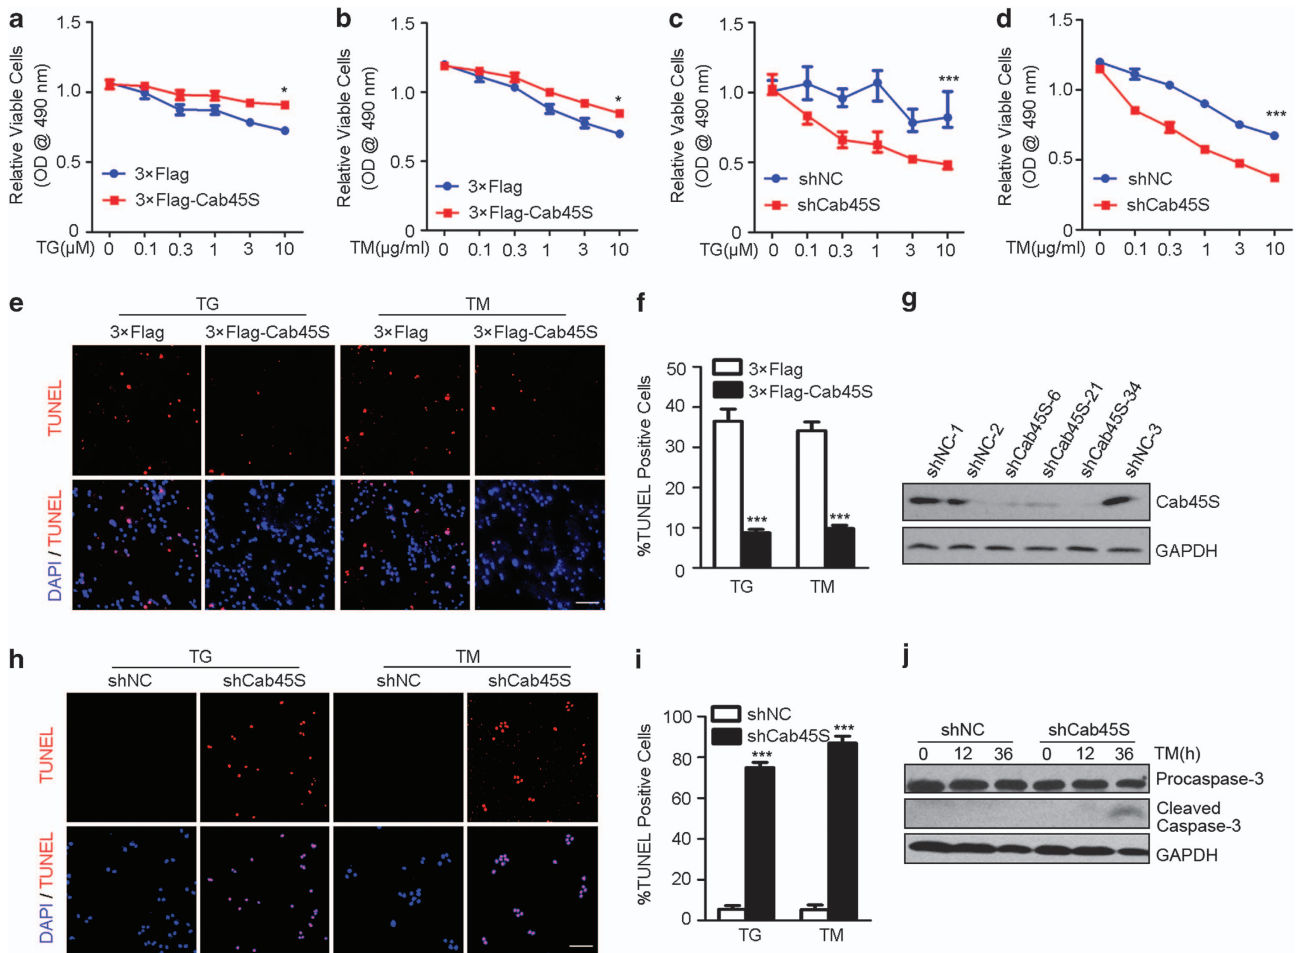 a
Relative Viable Cells
(OD @ 490 nm)
1.5
1.0
0.5
0
3×Flag
3×Flag-Cab45S
*
TG(µM) 0 0.1 0.3 1 3 10
b
Relative Viable Cells
(OD @ 490 nm)
1.5
1.0
0.5
0
3×Flag
3×Flag-Cab45S
*
TM(µg/ml) 0 0.1 0.3 1 3 10
c
Relative Viable Cells
(OD @ 490 nm)
1.5
1.0
0.5
0
shNC
shCab45S
***
TG(µM) 0 0.1 0.3 1 3 10
d
Relative Viable Cells
(OD @ 490 nm)
1.5
1.0
0.5
0
shNC
shCab45S
***
TM(µg/ml) 0 0.1 0.3 1 3 10
e
TG TM
3×Flag 3×Flag-Cab45S 3×Flag 3×Flag-Cab45S
TUNEL
DAPI / TUNEL
f
%TUNEL Positive Cells
50
40
30
20
10
0
3×Flag
3×Flag-Cab45S
*** ***
TG TM
g
shNC-1 shNC-2 shCab45S-6 shCab45S-21 shCab45S-34 shNC-3
Cab45S
GAPDH
h
TG TM
shNC shCab45S shNC shCab45S
TUNEL
DAPI / TUNEL
i
%TUNEL Positive Cells
100
80
60
40
20
0
shNC
shCab45S
*** ***
TG TM
j
shNC shCab45S
0 12 36 0 12 36 TM(h)
Procaspase-3
Cleaved
Caspase-3
GAPDH